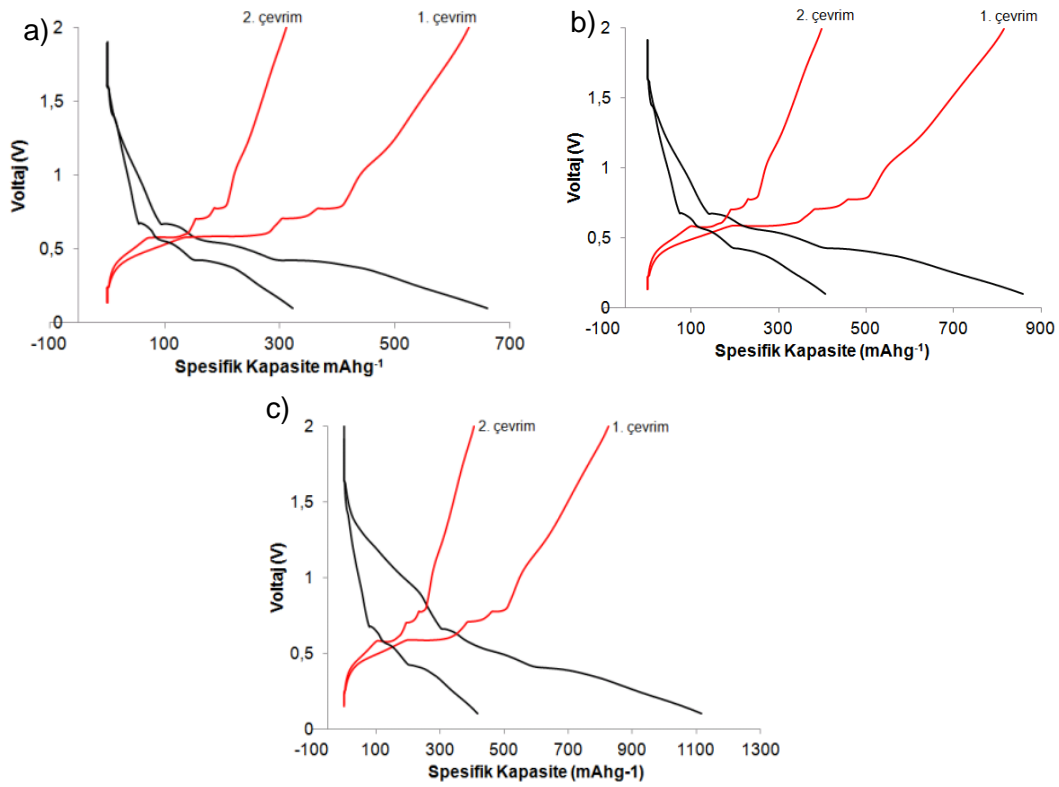 a)
2. çevrim
1. çevrim
2
1,5
1
0,5
0
Voltaj (V)
-100
100
300
500
700
Spesifik Kapasite mAhg⁻¹
b)
2. çevrim
1. çevrim
2
1,5
1
0,5
0
Voltaj (V)
-100
100
300
500
700
900
Spesifik Kapasite (mAhg⁻¹)
c)
2. çevrim
1. çevrim
2
1,5
1
0,5
0
Voltaj (V)
-100
100
300
500
700
900
1100
1300
Spesifik Kapasite (mAhg-1)